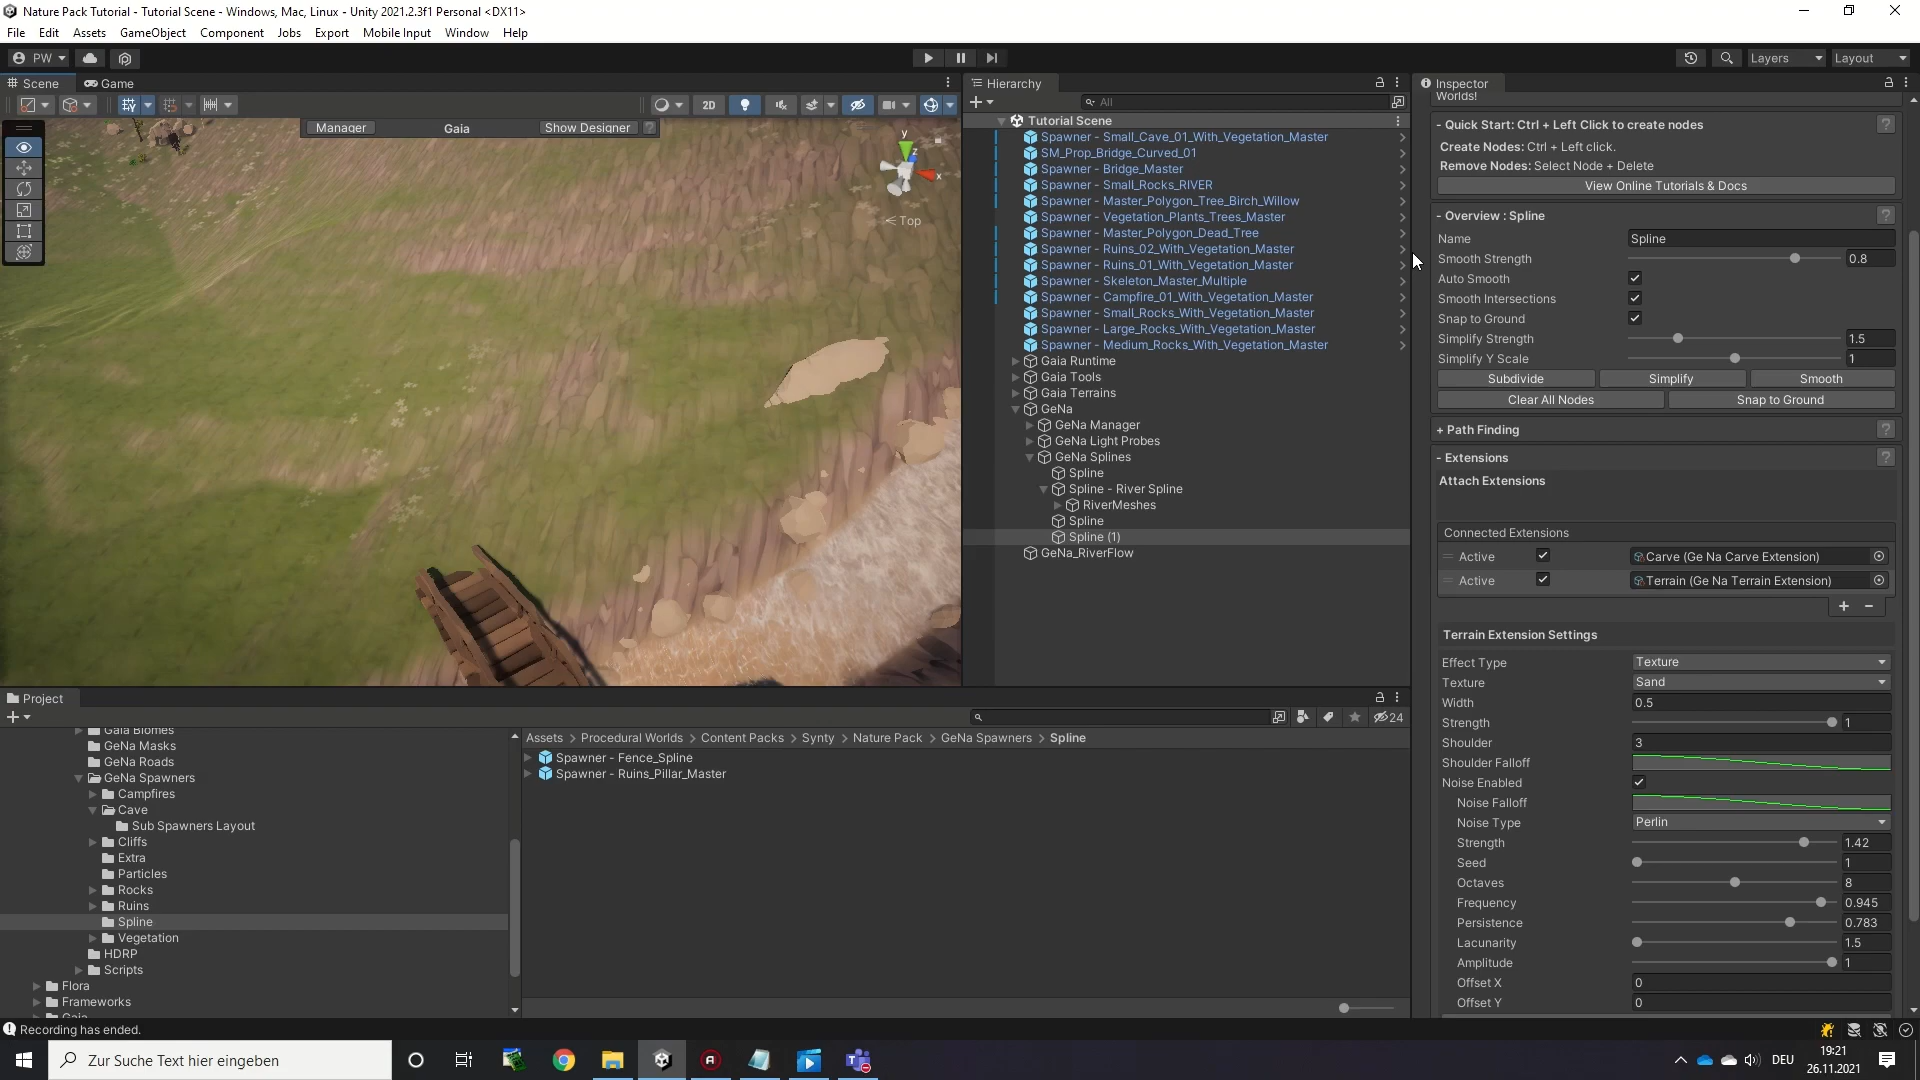 Nature Pack Tutorial - Tutorial Scene - Windows, Mac, Linux - Unity 2021.2.3f1 Personal <DX11>
File Edit Assets GameObject Component Jobs Export Mobile Input Window Help
PW Layers Layout
Scene Game
2D
Manager Gaia Show Designer ?
y
z
x
Top
Hierarchy
All
Tutorial Scene
Spawner - Small_Cave_01_With_Vegetation_Master
SM_Prop_Bridge_Curved_01
Spawner - Bridge_Master
Spawner - Small_Rocks_RIVER
Spawner - Master_Polygon_Tree_Birch_Willow
Spawner - Vegetation_Plants_Trees_Master
Spawner - Master_Polygon_Dead_Tree
Spawner - Ruins_02_With_Vegetation_Master
Spawner - Ruins_01_With_Vegetation_Master
Spawner - Skeleton_Master_Multiple
Spawner - Campfire_01_With_Vegetation_Master
Spawner - Small_Rocks_With_Vegetation_Master
Spawner - Large_Rocks_With_Vegetation_Master
Spawner - Medium_Rocks_With_Vegetation_Master
Gaia Runtime
Gaia Tools
Gaia Terrains
GeNa
GeNa Manager
GeNa Light Probes
GeNa Splines
Spline
Spline - River Spline
RiverMeshes
Spline
Spline (1)
GeNa_RiverFlow
Inspector
Worlds!
- Quick Start: Ctrl + Left Click to create nodes ?
Create Nodes: Ctrl + Left click.
Remove Nodes: Select Node + Delete
View Online Tutorials & Docs
- Overview : Spline ?
Name Spline
Smooth Strength 0.8
Auto Smooth
Smooth Intersections
Snap to Ground
Simplify Strength 1.5
Simplify Y Scale 1
Subdivide Simplify Smooth
Clear All Nodes Snap to Ground
+ Path Finding ?
- Extensions ?
Attach Extensions
Connected Extensions
Active Carve (Ge Na Carve Extension)
Active Terrain (Ge Na Terrain Extension)
+ -
Terrain Extension Settings
Effect Type Texture
Texture Sand
Width 0.5
Strength 1
Shoulder 3
Shoulder Falloff
Noise Enabled
Noise Falloff
Noise Type Perlin
Strength 1.42
Seed 1
Octaves 8
Frequency 0.945
Persistence 0.783
Lacunarity 1.5
Amplitude 1
Offset X 0
Offset Y 0
Project
24
Gaia Biomes
GeNa Masks
GeNa Roads
GeNa Spawners
Campfires
Cave
Sub Spawners Layout
Cliffs
Extra
Particles
Rocks
Ruins
Spline
Vegetation
HDRP
Scripts
Flora
Frameworks
Gaia
Assets > Procedural Worlds > Content Packs > Synty > Nature Pack > GeNa Spawners > Spline
Spawner - Fence_Spline
Spawner - Ruins_Pillar_Master
Recording has ended.
Zur Suche Text hier eingeben
DEU
19:21
26.11.2021